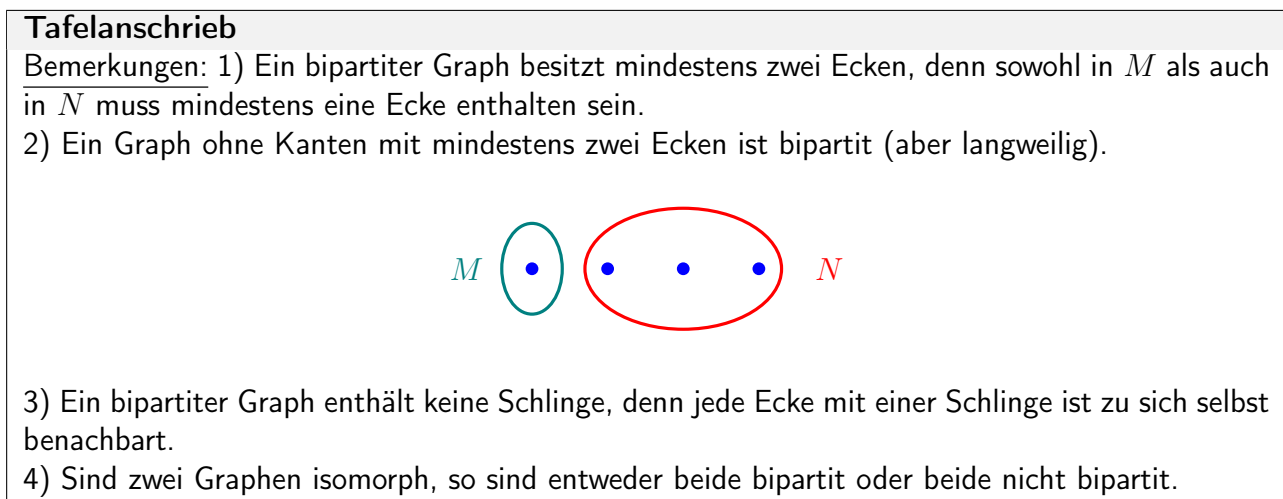 Tafelanschrieb
Bemerkungen: 1) Ein bipartiter Graph besitzt mindestens zwei Ecken, denn sowohl in M als auch
in N muss mindestens eine Ecke enthalten sein.
2) Ein Graph ohne Kanten mit mindestens zwei Ecken ist bipartit (aber langweilig).
M N
3) Ein bipartiter Graph enthält keine Schlinge, denn jede Ecke mit einer Schlinge ist zu sich selbst
benachbart.
4) Sind zwei Graphen isomorph, so sind entweder beide bipartit oder beide nicht bipartit.